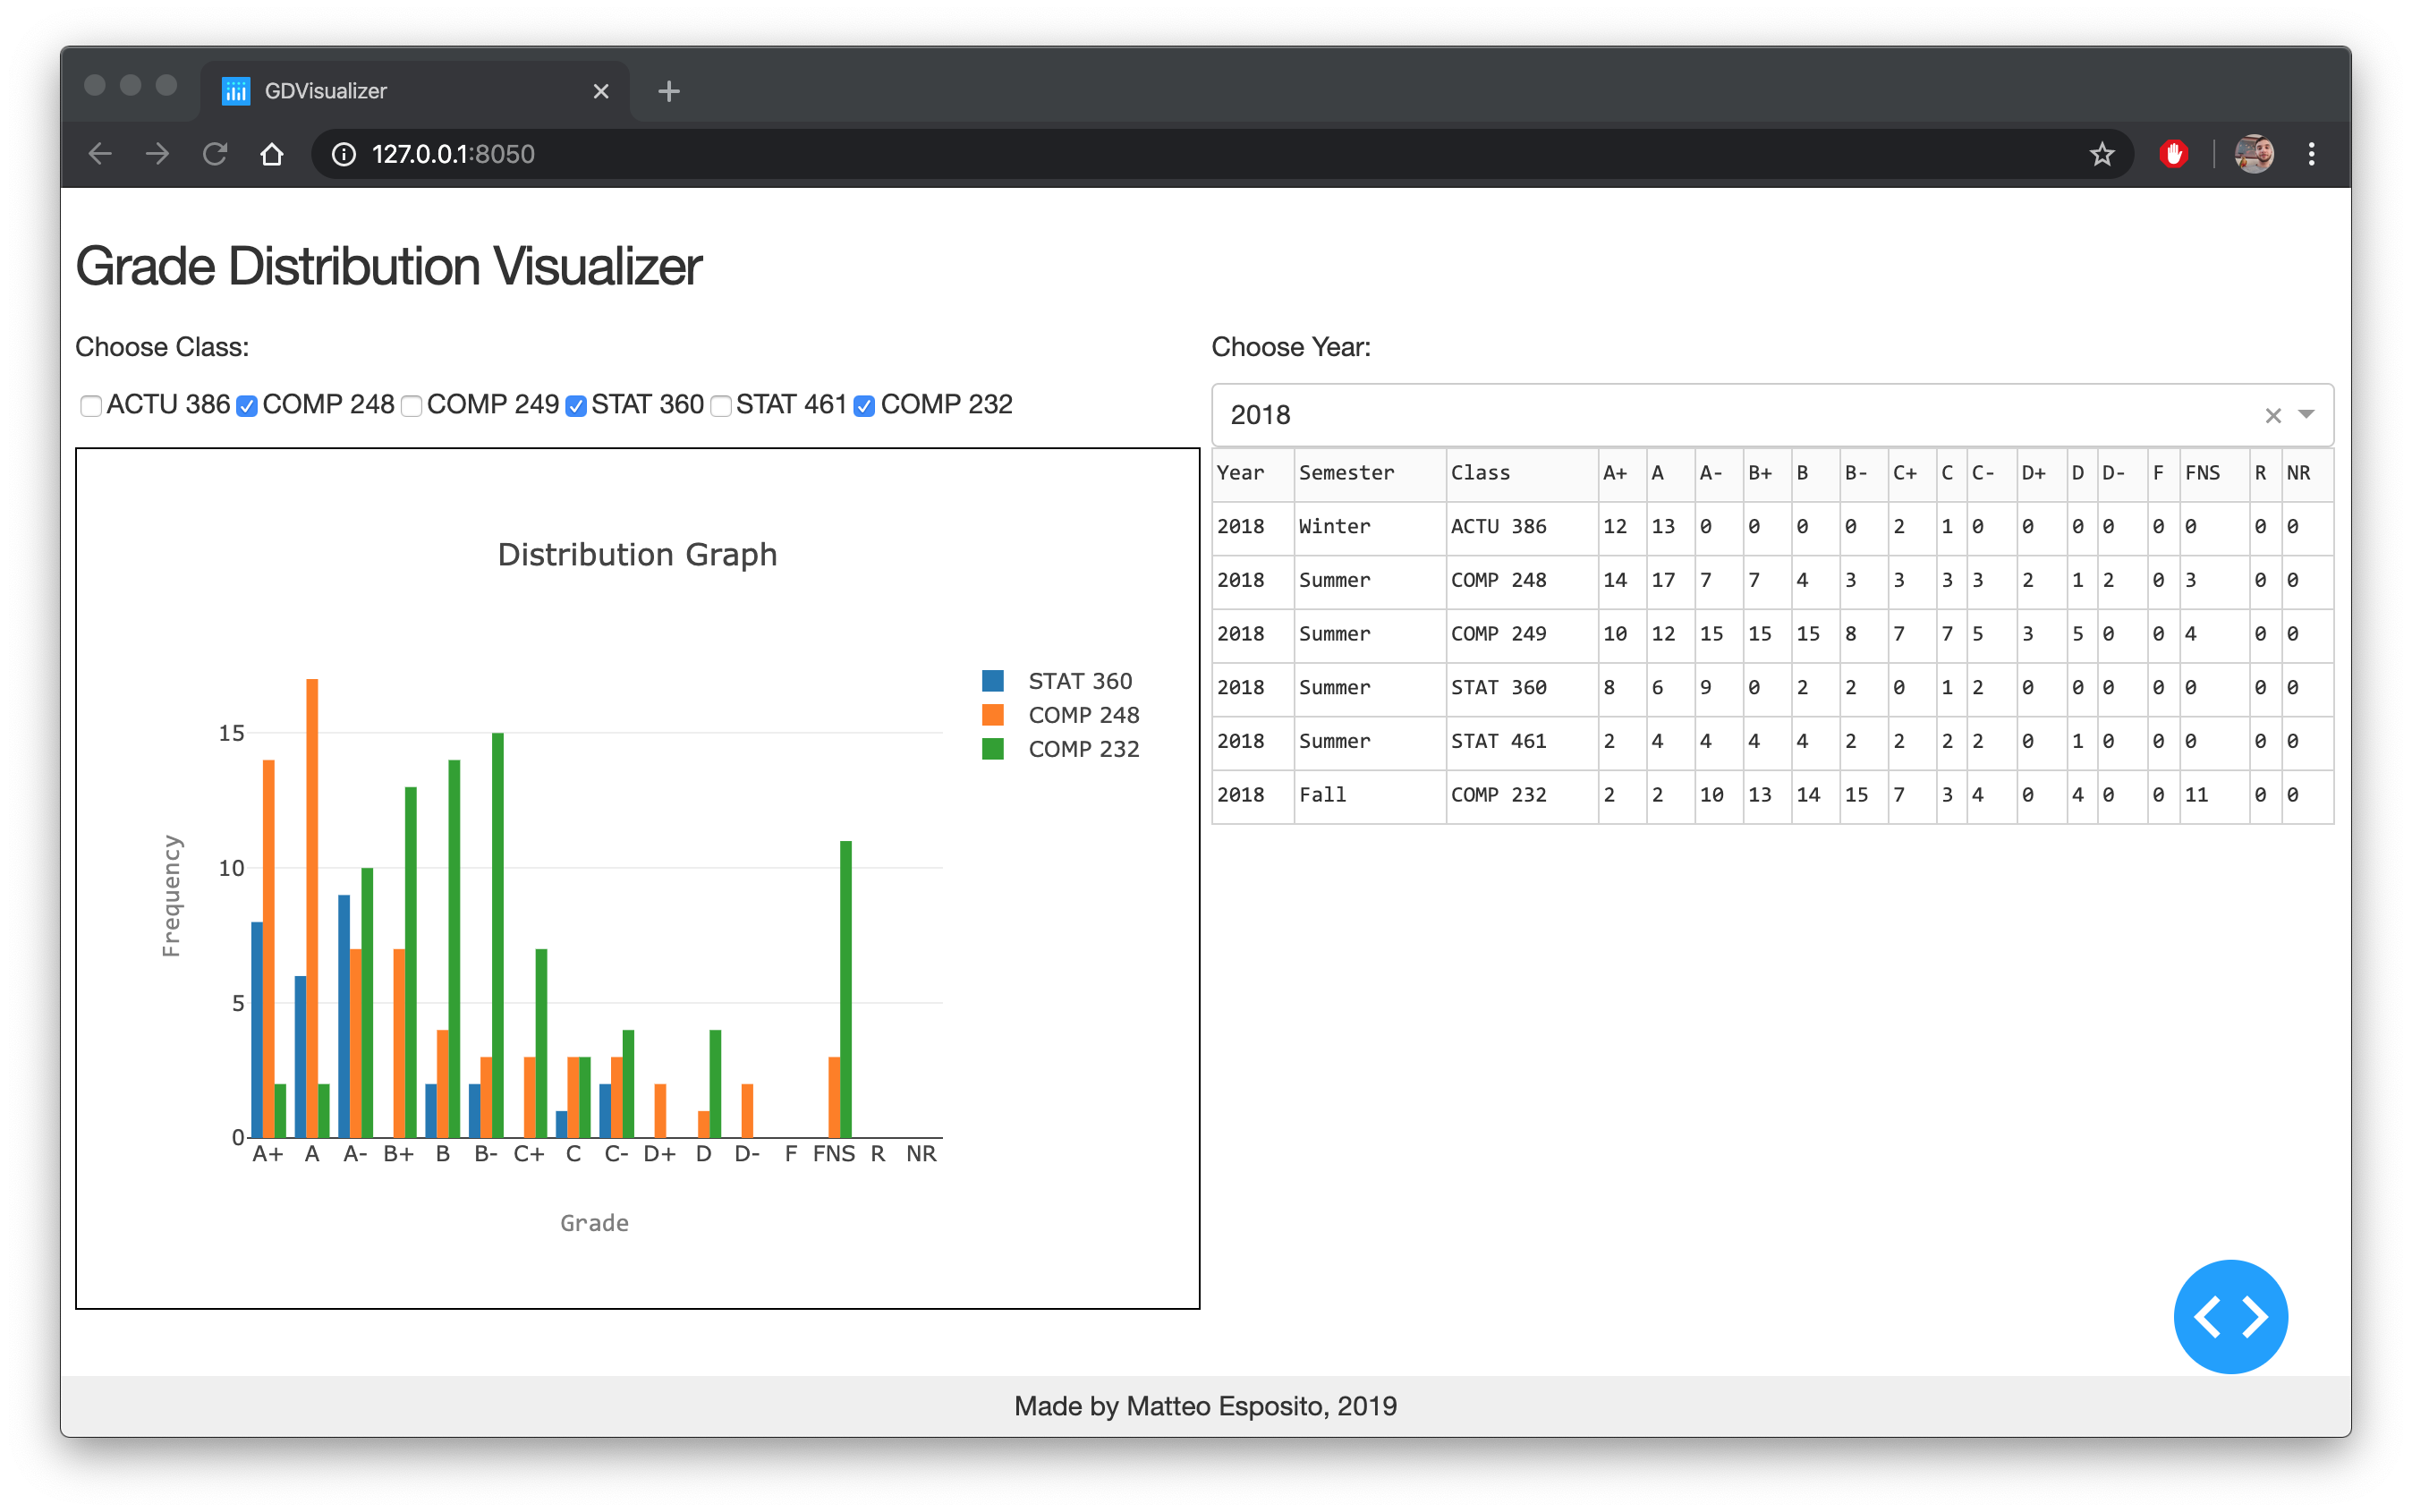 GDVisualizer
127.0.0.1:8050
Grade Distribution Visualizer
Choose Class:
ACTU 386 COMP 248 COMP 249 STAT 360 STAT 461 COMP 232
Distribution Graph
STAT 360
COMP 248
COMP 232
Frequency
15
10
5
0
A+ A A- B+ B B- C+ C C- D+ D D- F FNS R NR
Grade
Choose Year:
2018
Year Semester Class A+ A A- B+ B B- C+ C C- D+ D D- F FNS R NR
2018 Winter ACTU 386 12 13 0 0 0 0 2 1 0 0 0 0 0 0 0 0
2018 Summer COMP 248 14 17 7 7 4 3 3 3 3 2 1 2 0 3 0 0
2018 Summer COMP 249 10 12 15 15 15 8 7 7 5 3 5 0 0 4 0 0
2018 Summer STAT 360 8 6 9 0 2 2 0 1 2 0 0 0 0 0 0 0
2018 Summer STAT 461 2 4 4 4 4 2 2 2 2 0 1 0 0 0 0 0
2018 Fall COMP 232 2 2 10 13 14 15 7 3 4 0 4 0 0 11 0 0
Made by Matteo Esposito, 2019